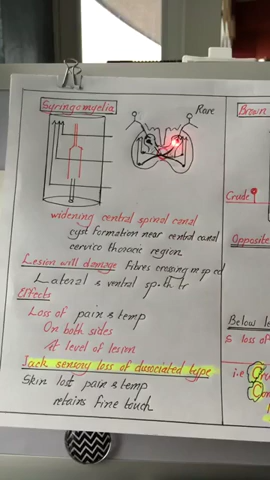 Syringomyelia
Rare
widening central spinal canal
cyst formation near central canal
cervico thoracic region
Lesion will damage fibres crossing in sp cd
Lateral & ventral sp-th tr
Effects
Loss of pain & temp
On both sides
At level of lesion
Jack sensory loss of dissociated type
Skin lost pain & temp
retains fine touch
Brown
Crude
Opposite
Below l
s loss of
i.e